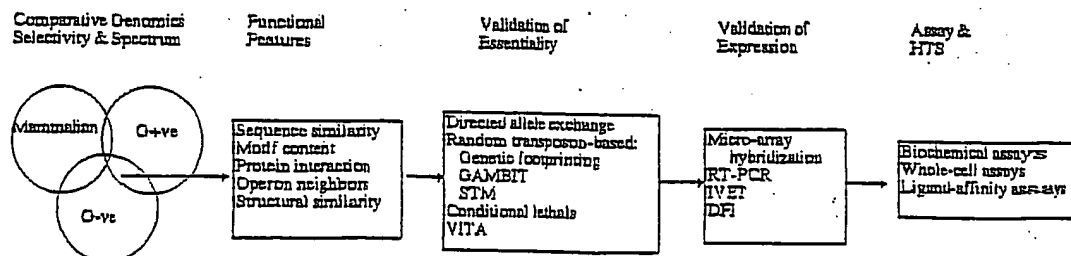 Comparative Genomics
Selectivity & Spectrum
Functional
Features
Validation of
Essentiality
Validation of
Expression
Assay &
HTS
Mammalian
G+ve
G-ve
Sequence similarity
Motif content
Protein interaction
Operon neighbors
Structural similarity
Directed allele exchange
Random transposon-based:
Genetic footprinting
GAMBIT
STM
Conditional lethals
VITA
Micro-array
hybridization
RT-PCR
IVET
DFI
Biochemical assays
Whole-cell assays
Ligand-affinity assays